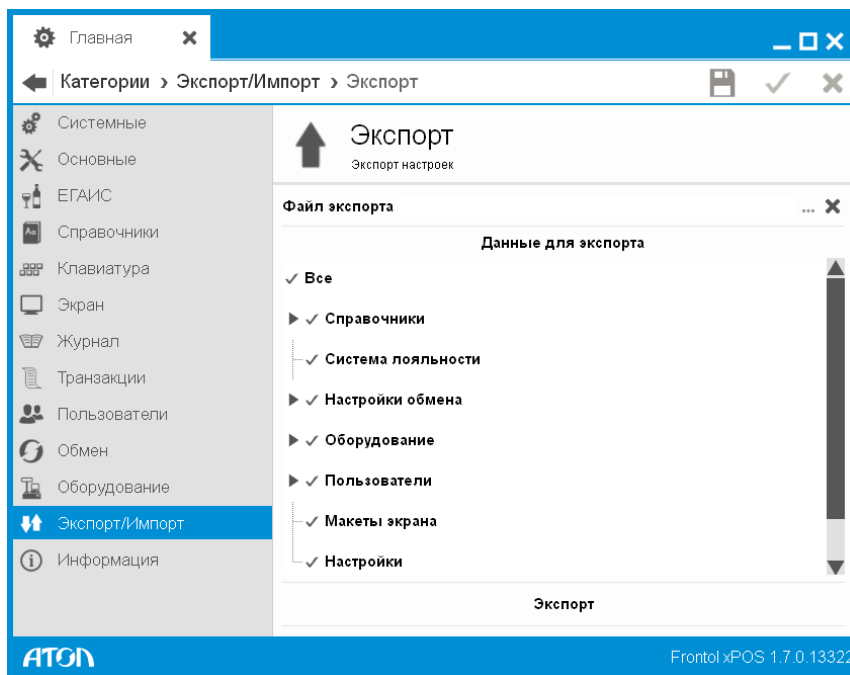 Главная
Категории › Экспорт/Импорт › Экспорт
Системные
Основные
ЕГАИС
Справочники
Клавиатура
Экран
Журнал
Транзакции
Пользователи
Обмен
Оборудование
Экспорт/Импорт
Информация
Экспорт
Экспорт настроек
Файл экспорта ...
Данные для экспорта
Все
Справочники
Система лояльности
Настройки обмена
Оборудование
Пользователи
Макеты экрана
Настройки
Экспорт
АТОЛ
Frontol xPOS 1.7.0.13322